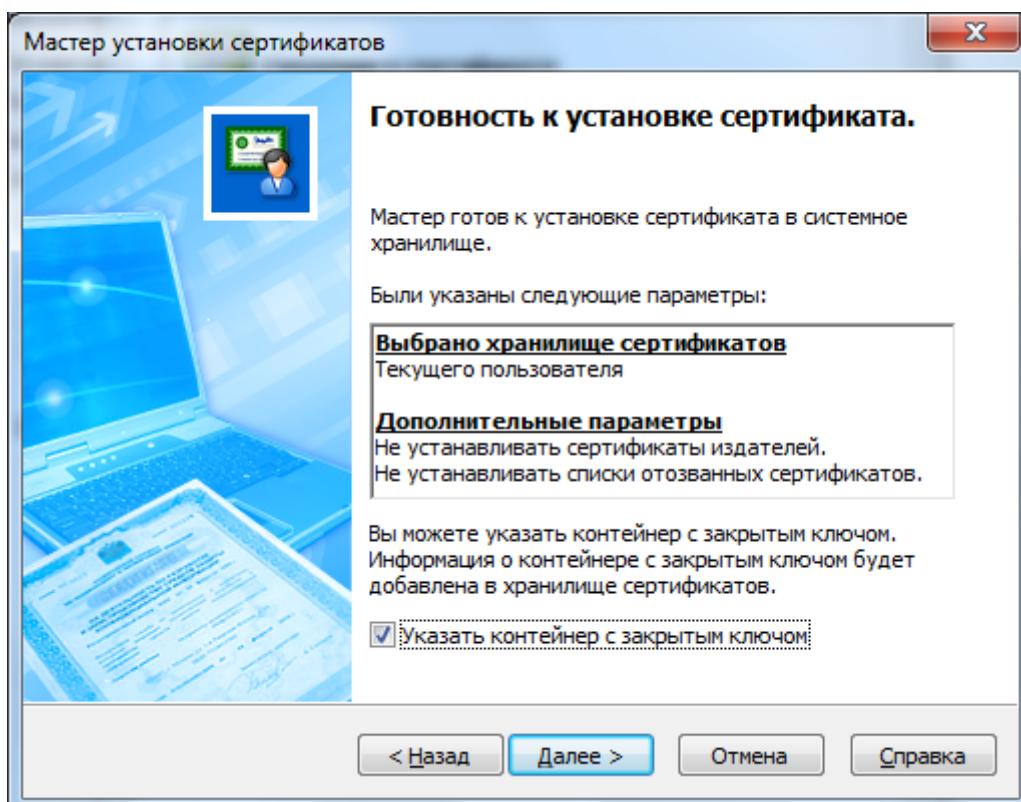 Мастер установки сертификатов
Готовность к установке сертификата.
Мастер готов к установке сертификата в системное
хранилище.
Были указаны следующие параметры:
Выбрано хранилище сертификатов
Текущего пользователя
Дополнительные параметры
Не устанавливать сертификаты издателей.
Не устанавливать списки отозванных сертификатов.
Вы можете указать контейнер с закрытым ключом.
Информация о контейнере с закрытым ключом будет
добавлена в хранилище сертификатов.
Указать контейнер с закрытым ключом
< Назад Далее > Отмена Справка